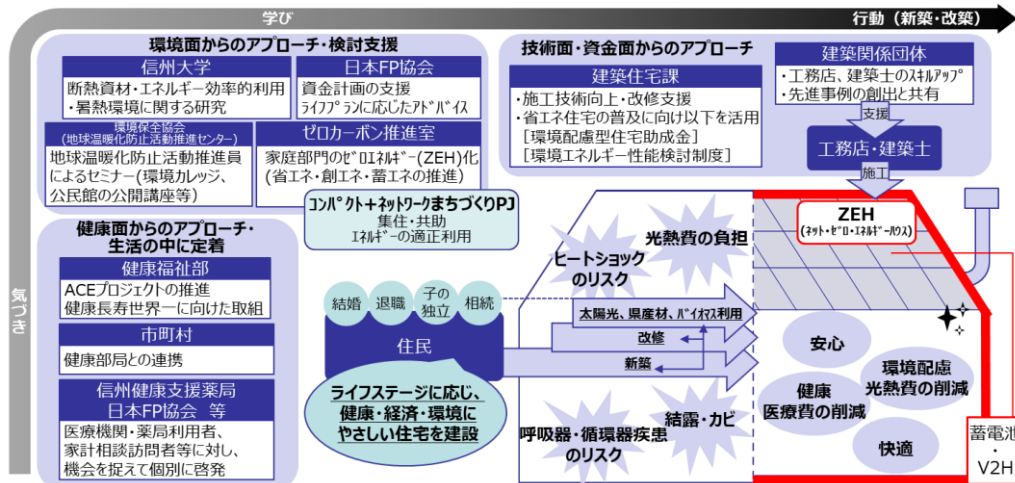 学び
行動（新築・改築）
気づき
環境面からのアプローチ・検討支援
信州大学
断熱資材・エネルギー効率的利用
・暑熱環境に関する研究
日本FP協会
資金計画の支援
ﾗｲﾌﾌﾟﾗﾝに応じたｱﾄﾞﾊﾞｲｽ
環境保全協会
(地球温暖化防止活動推進センター)
地球温暖化防止活動推進員
によるセミナー(環境カレッジ、
公民館の公開講座等)
ゼロカーボン推進室
家庭部門のｾﾞﾛｴﾈﾙｷﾞｰ(ZEH)化
(省エネ・創エネ・蓄エネの推進)
ｺﾝﾊﾟｸﾄ＋ﾈｯﾄﾜｰｸまちづくりPJ
集住・共助
ｴﾈﾙｷﾞｰの適正利用
技術面・資金面からのアプローチ
建築住宅課
・施工技術向上・改修支援
・省エネ住宅の普及に向け以下を活用
［環境配慮型住宅助成金］
［環境エネルギー性能検討制度］
建築関係団体
・工務店、建築士のｽｷﾙｱｯﾌﾟ
・先進事例の創出と共有
支援
工務店・建築士
施工
健康面からのアプローチ・
生活の中に定着
健康福祉部
ACEプロジェクトの推進
健康長寿世界一に向けた取組
市町村
健康部局との連携
信州健康支援薬局
日本FP協会 等
医療機関・薬局利用者、
家計相談訪問者等に対し、
機会を捉えて個別に啓発
結婚
退職
子の
独立
相続
住民
ライフステージに応じ、
健康・経済・環境に
やさしい住宅を建設
太陽光、県産材、ﾊﾞｲｵﾏｽ利用
改修
新築
ヒートショック
のリスク
光熱費の負担
呼吸器・循環器疾患
のリスク
結露・カビ
ZEH
(ﾈｯﾄ・ｾﾞﾛ・ｴﾈﾙｷﾞｰﾊｳｽ)
安心
環境配慮
光熱費の削減
健康
医療費の削減
快適
蓄電池
・
V2H